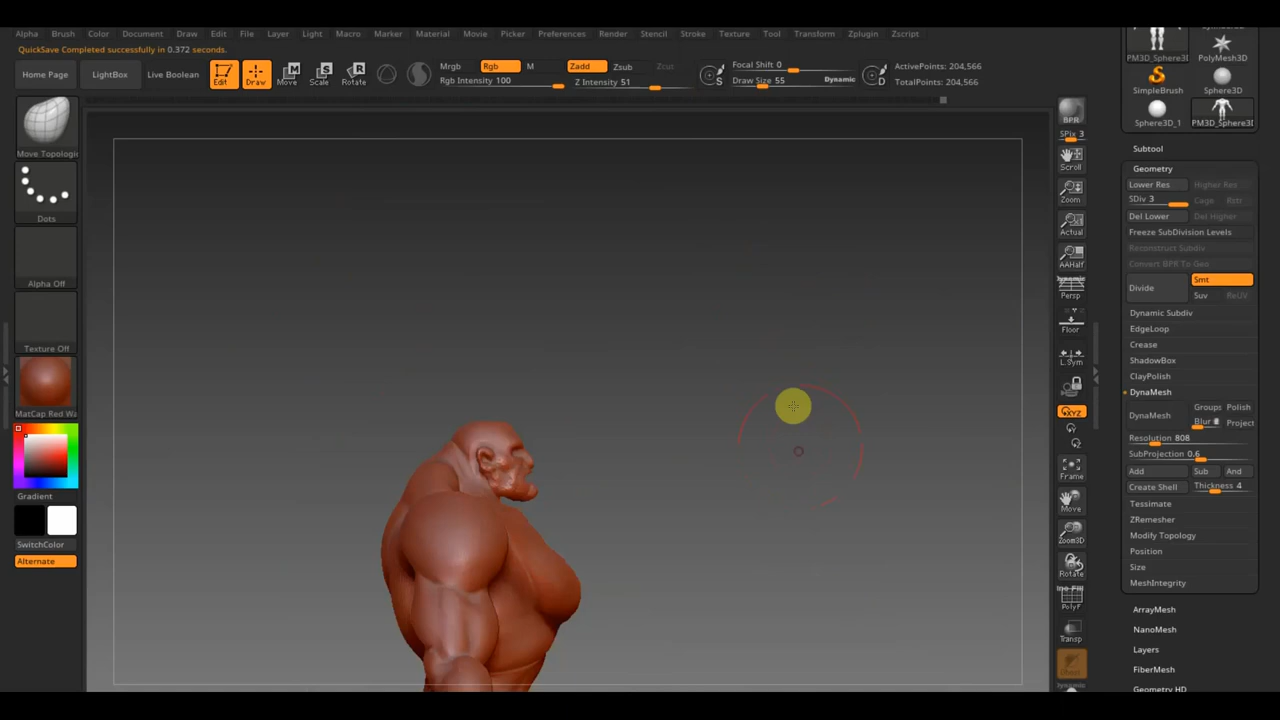 Alpha Brush Color Document Draw Edit File Layer Light Macro Marker Material Movie Picker Preferences Render Stencil Stroke Texture Tool Transform Zplugin Zscript
QuickSave Completed successfully in 0.372 seconds.
Home Page LightBox Live Boolean Edit Draw Move Scale Rotate
Mrgb Rgb M Zadd Zsub Zcut
Rgb Intensity 100 Z Intensity 51
Focal Shift 0
Draw Size 55 Dynamic
S
D
ActivePoints: 204,566
TotalPoints: 204,566
Move Topologic
Dots
Alpha Off
Texture Off
MatCap Red Wa
Gradient
SwitchColor
Alternate
BPR
SPix 3
Scroll
Zoom
Actual
AAHalf
Dynamic
Persp
Floor
L.Sym
XYZ
Frame
Move
Zoom3D
Rotate
PolyF
Transp
Dynamic
PM3D_Sphere3D PolyMesh3D
SimpleBrush Sphere3D
Sphere3D_1 PM3D_Sphere3D
Subtool
Geometry
Lower Res Higher Res
SDiv 3 Cage Rstr
Del Lower Del Higher
Freeze SubDivision Levels
Reconstruct Subdiv
Convert BPR To Geo
Divide Smt
Suv ReUV
Dynamic Subdiv
EdgeLoop
Crease
ShadowBox
ClayPolish
DynaMesh
DynaMesh Groups Polish
Blur Project
Resolution 808
SubProjection 0.6
Add Sub And
Create Shell Thickness 4
Tessimate
ZRemesher
Modify Topology
Position
Size
MeshIntegrity
ArrayMesh
NanoMesh
Layers
FiberMesh
Geometry HD